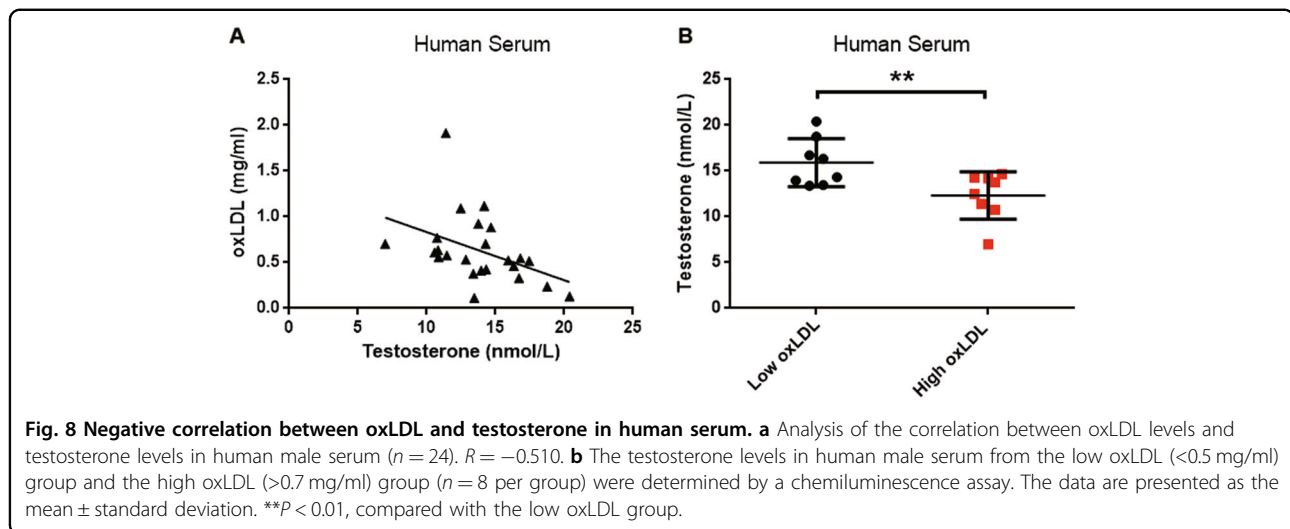 A
Human Serum
oxLDL (mg/ml)
2.5
2.0
1.5
1.0
0.5
0.0
0 5 10 15 20 25
Testosterone (nmol/L)
B
Human Serum
**
Testosterone (nmol/L)
25
20
15
10
5
0
Low oxLDL
High oxLDL
Fig. 8 Negative correlation between oxLDL and testosterone in human serum. a Analysis of the correlation between oxLDL levels and
testosterone levels in human male serum (n = 24). R = −0.510. b The testosterone levels in human male serum from the low oxLDL (<0.5 mg/ml)
group and the high oxLDL (>0.7 mg/ml) group (n = 8 per group) were determined by a chemiluminescence assay. The data are presented as the
mean ± standard deviation. **P < 0.01, compared with the low oxLDL group.